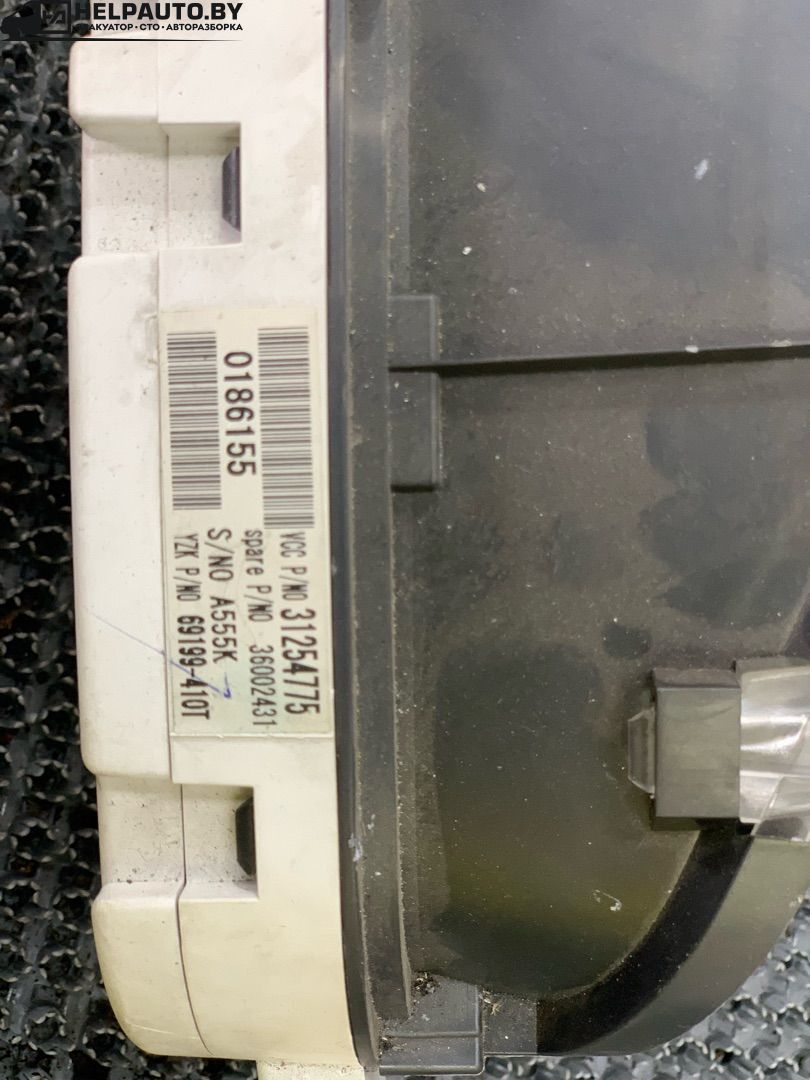 HELPAUTO.BY
ЭВАКУАТОР•СТО•АВТОРАЗБОРКА
VCC P/NO 31254775
spare P/NO 36002431
0186155
S/NO A555K
YZK P/NO 69199-410T